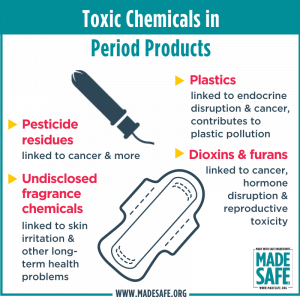 Toxic Chemicals in
Period Products
Pesticide
residues
linked to cancer & more
Undisclosed
fragrance
chemicals
linked to skin
irritation &
other long-
term health
problems
Plastics
linked to endocrine
disruption & cancer,
contributes to
plastic pollution
Dioxins & furans
linked to cancer,
hormone
disruption &
reproductive
toxicity
MADE WITH SAFE INGREDIENTS
MADE
SAFE
WWW.MADESAFE.ORG
WWW.MADESAFE.ORG